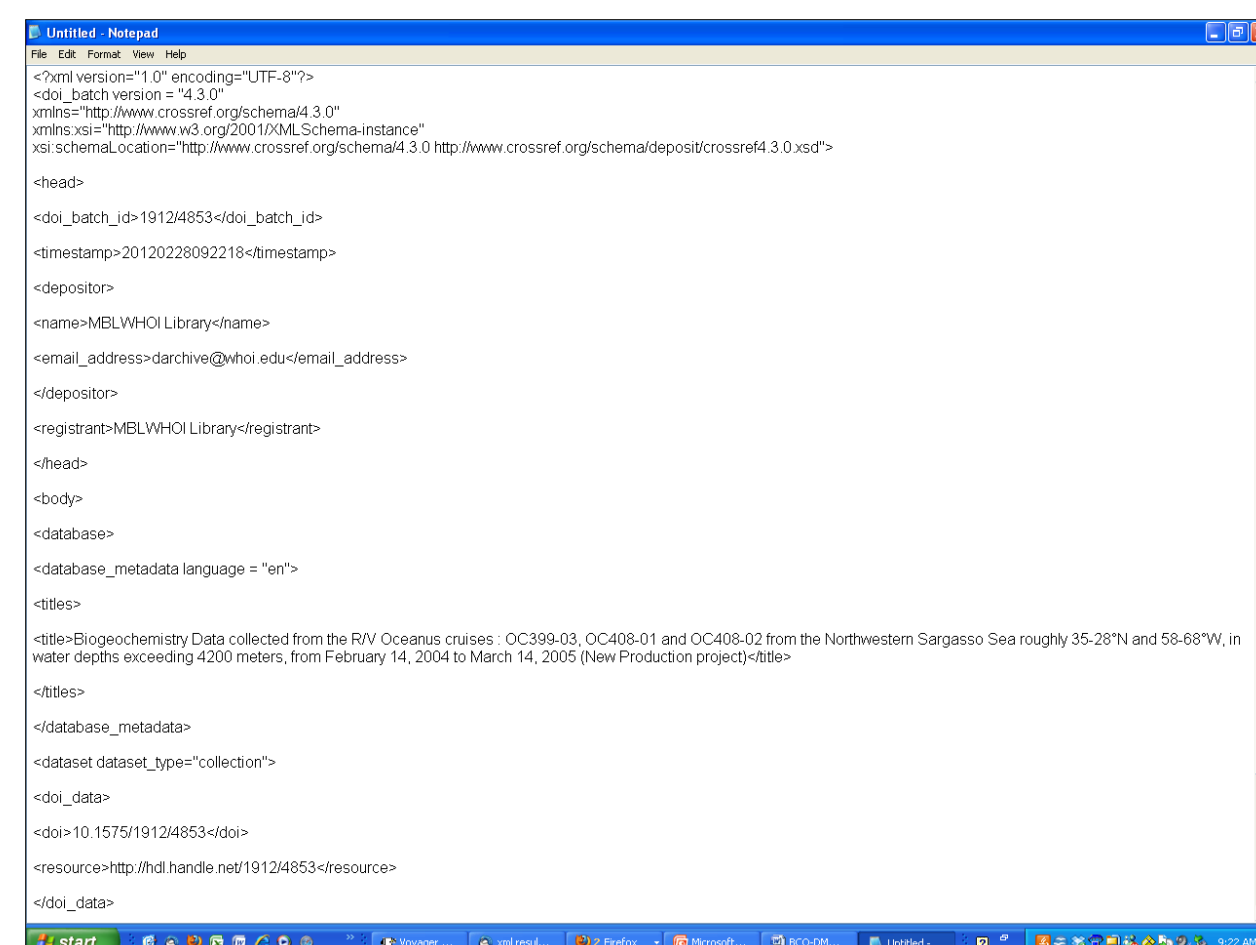 Untitled - Notepad
File Edit Format View Help
<?xml version="1.0" encoding="UTF-8"?>
<doi_batch version = "4.3.0"
xmlns="http://www.crossref.org/schema/4.3.0"
xmlns:xsi="http://www.w3.org/2001/XMLSchema-instance"
xsi:schemaLocation="http://www.crossref.org/schema/4.3.0 http://www.crossref.org/schema/deposit/crossref4.3.0.xsd">
<head>
<doi_batch_id>1912/4853</doi_batch_id>
<timestamp>20120228092218</timestamp>
<depositor>
<name>MBLWHOI Library</name>
<email_address>darchive@whoi.edu</email_address>
</depositor>
<registrant>MBLWHOI Library</registrant>
</head>
<body>
<database>
<database_metadata language = "en">
<titles>
<title>Biogeochemistry Data collected from the R/V Oceanus cruises : OC399-03, OC408-01 and OC408-02 from the Northwestern Sargasso Sea roughly 35-28°N and 58-68°W, in
water depths exceeding 4200 meters, from February 14, 2004 to March 14, 2005 (New Production project)</title>
</titles>
</database_metadata>
<dataset dataset_type="collection">
<doi_data>
<doi>10.1575/1912/4853</doi>
<resource>http://hdl.handle.net/1912/4853</resource>
</doi_data>
start Voyager ... xml resul... 2 Firefox Microsoft... BCO-DM... Untitled - 9:22 AM